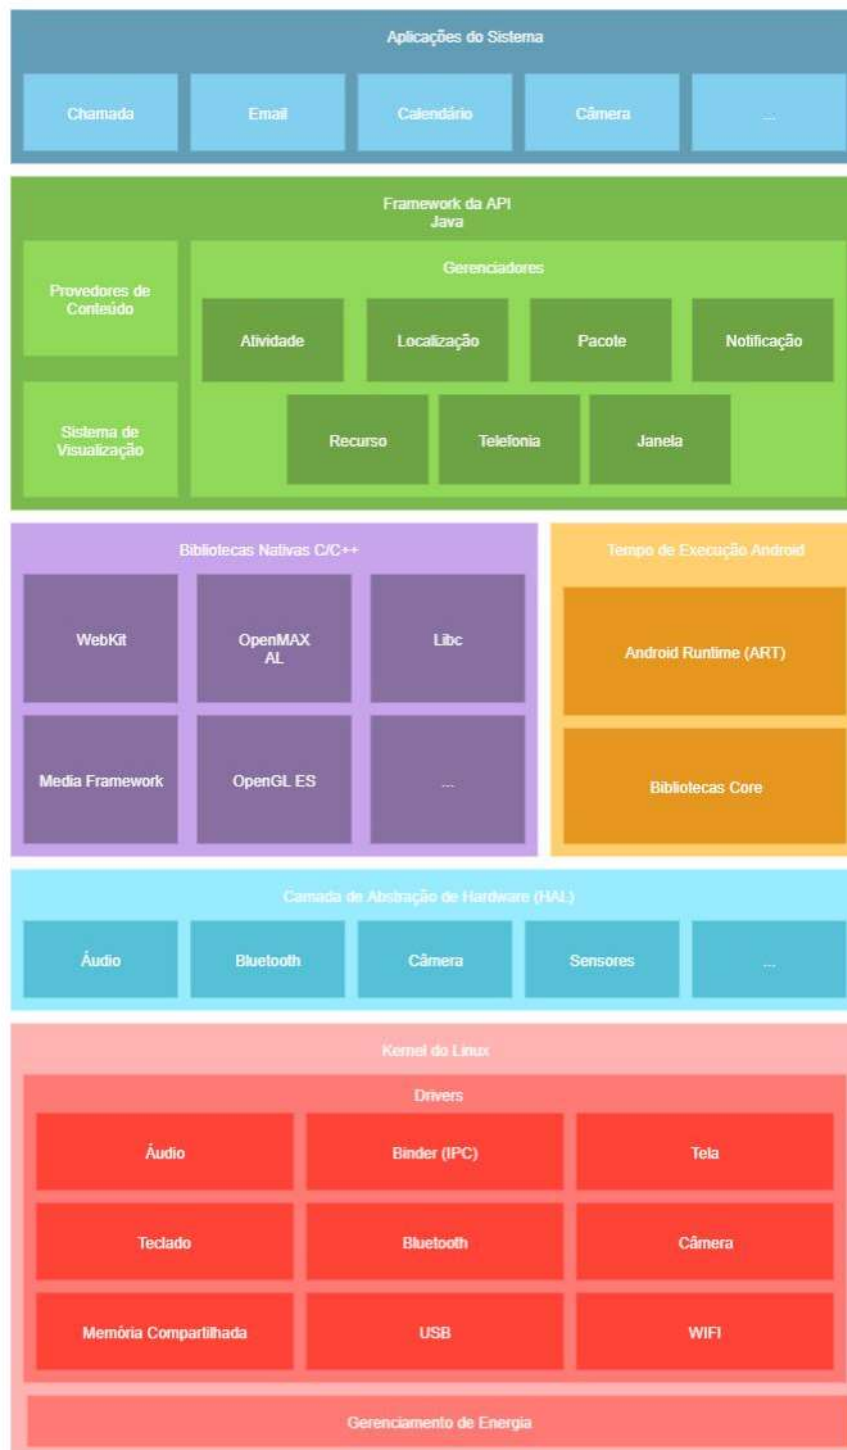 Aplicações do Sistema
Chamada
Email
Calendário
Câmera
...
Framework da API
Java
Provedores de
Conteúdo
Sistema de
Visualização
Gerenciadores
Atividade
Localização
Pacote
Notificação
Recurso
Telefonia
Janela
Bibliotecas Nativas C/C++
WebKit
OpenMAX
AL
Libc
Media Framework
OpenGL ES
...
Tempo de Execução Android
Android Runtime (ART)
Bibliotecas Core
Camada de Abstração de Hardware (HAL)
Áudio
Bluetooth
Câmera
Sensores
...
Kernel do Linux
Drivers
Áudio
Binder (IPC)
Tela
Teclado
Bluetooth
Câmera
Memória Compartilhada
USB
WIFI
Gerenciamento de Energia